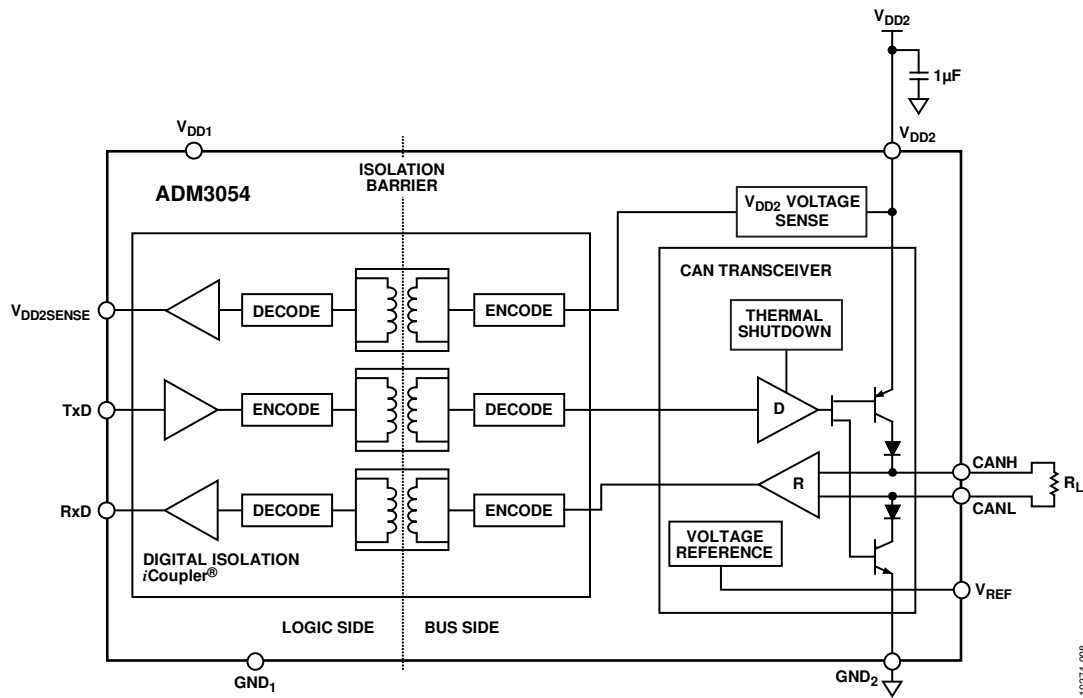 VDD2
1µF
VDD1
VDD2
ADM3054
ISOLATION
BARRIER
VDD2 VOLTAGE
SENSE
CAN TRANSCEIVER
VDD2SENSE
DECODE
ENCODE
THERMAL
SHUTDOWN
TxD
ENCODE
DECODE
D
CANH
RL
R
CANL
RxD
DECODE
ENCODE
VOLTAGE
REFERENCE
DIGITAL ISOLATION
iCoupler®
VREF
LOGIC SIDE
BUS SIDE
GND1
GND2
10274-008